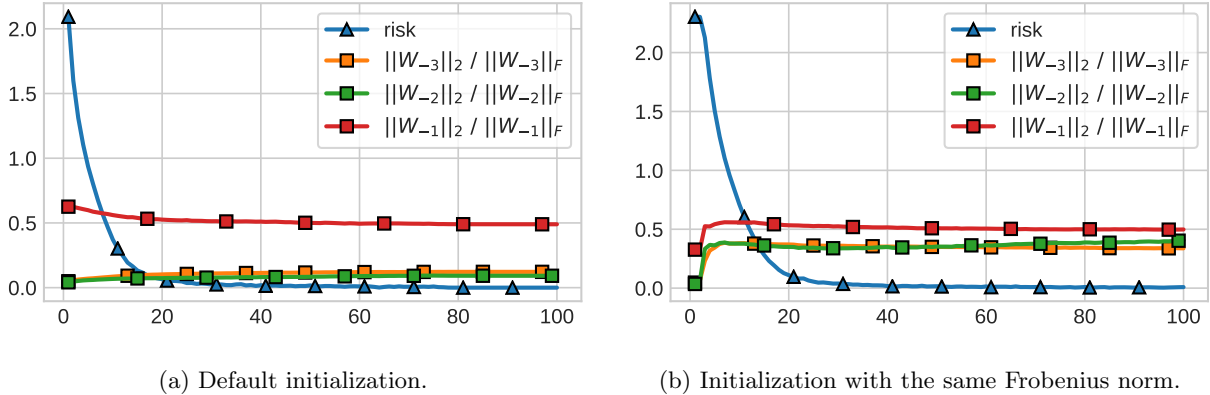 2.0
1.5
1.0
0.5
0.0
0 20 40 60 80 100
risk
||W₋₃||₂ / ||W₋₃||F
||W₋₂||₂ / ||W₋₂||F
||W₋₁||₂ / ||W₋₁||F
(a) Default initialization.
2.0
1.5
1.0
0.5
0.0
0 20 40 60 80 100
risk
||W₋₃||₂ / ||W₋₃||F
||W₋₂||₂ / ||W₋₂||F
||W₋₁||₂ / ||W₋₁||F
(b) Initialization with the same Frobenius norm.